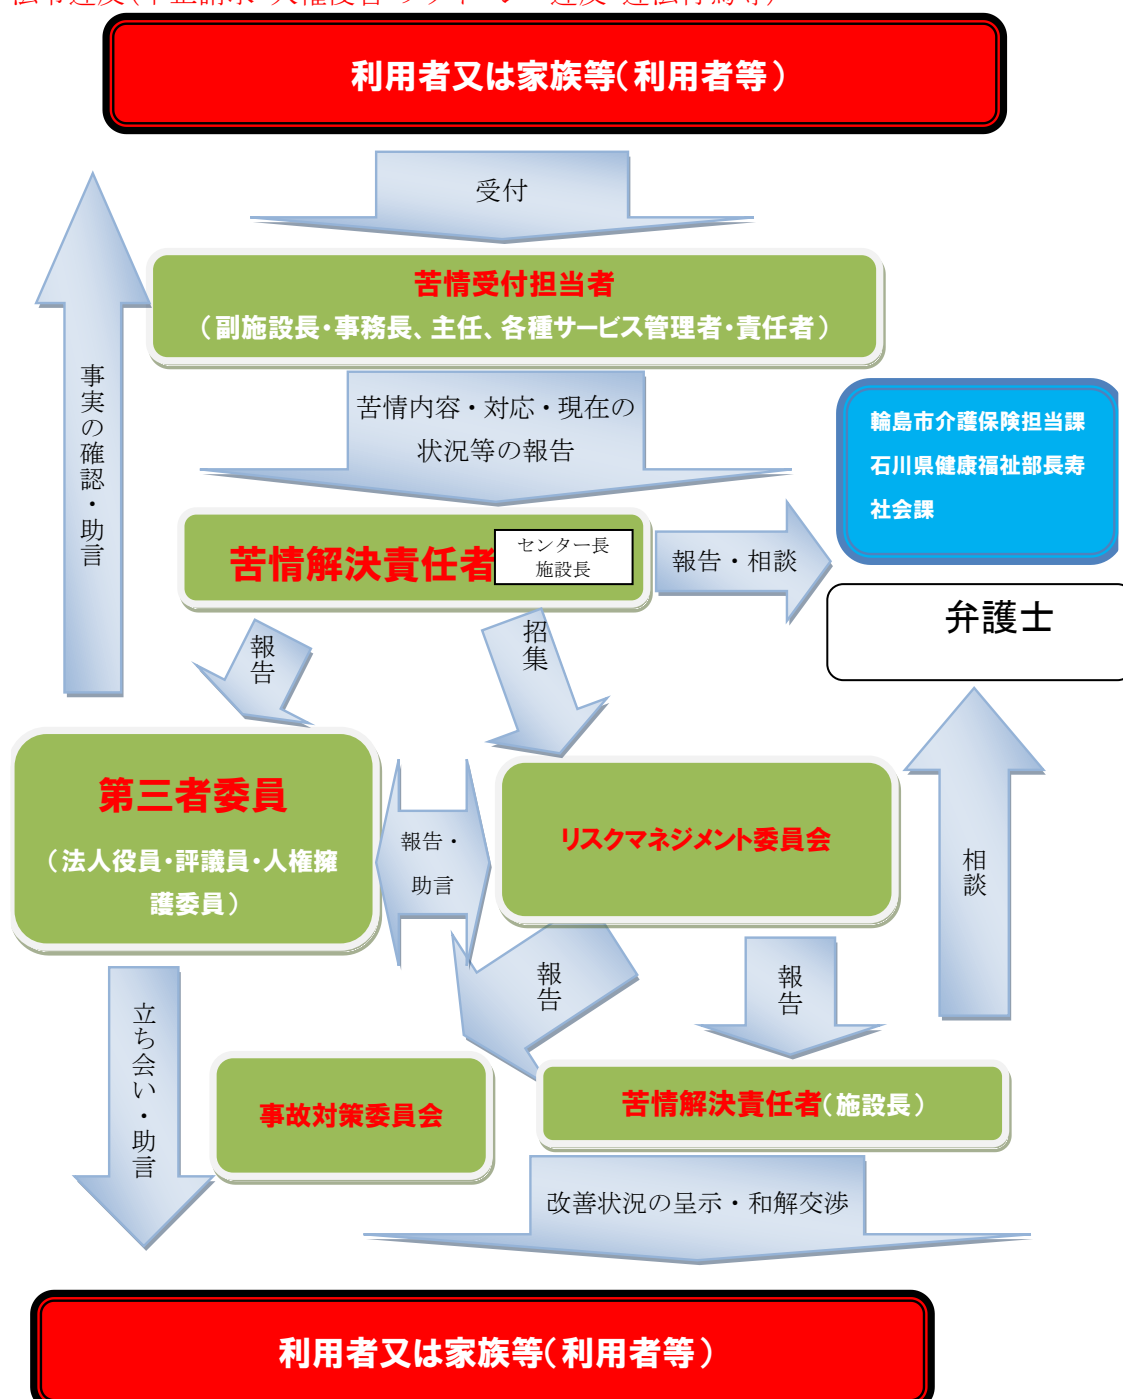 利用者又は家族等(利用者等)
受付
苦情受付担当者
(副施設長・事務長、主任、各種サービス管理者・責任者)
事実の確認・助言
苦情内容・対応・現在の
状況等の報告
輪島市介護保険担当課
石川県健康福祉部長寿
社会課
苦情解決責任者
センター長
施設長
報告・相談
弁護士
報告
招集
第三者委員
(法人役員・評議員・人権擁
護委員)
報告・
助言
リスクマネジメント委員会
相談
報告
報告
立ち会い・助言
事故対策委員会
苦情解決責任者(施設長)
改善状況の呈示・和解交渉
利用者又は家族等(利用者等)